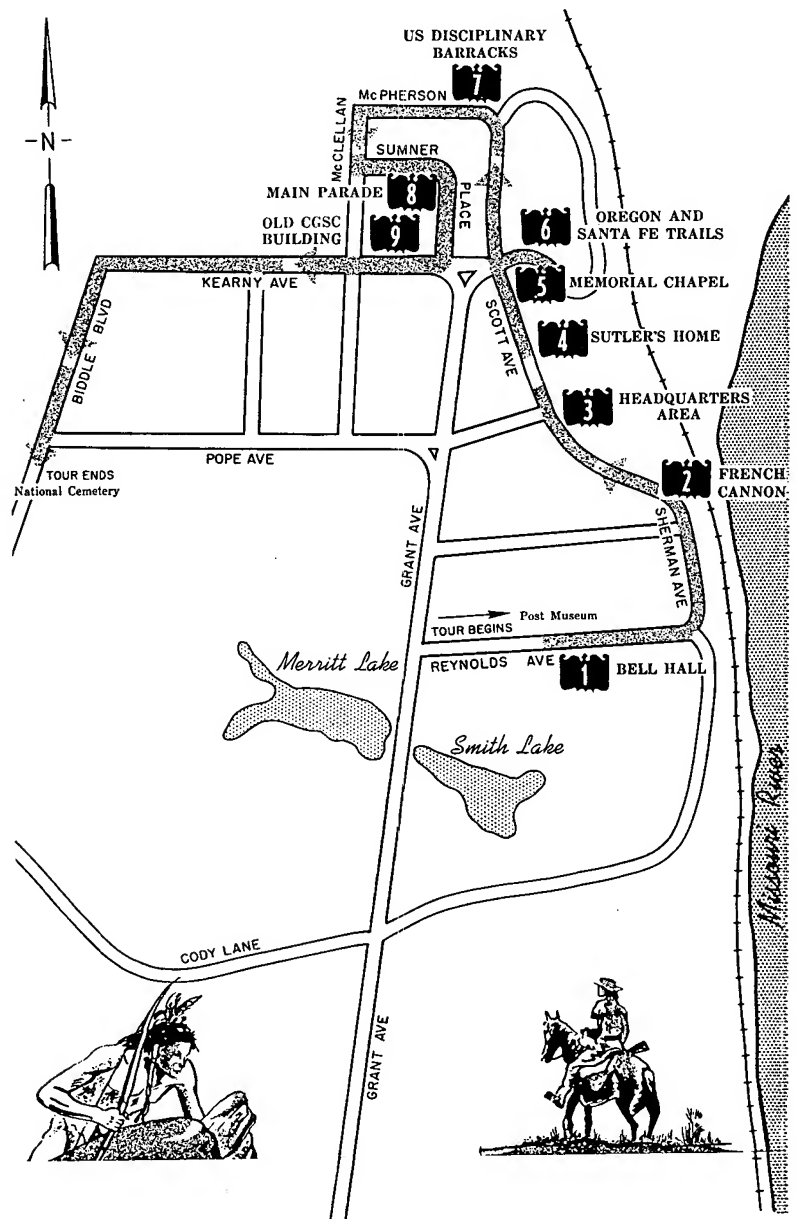 US DISCIPLINARY
BARRACKS
7
McPHERSON
-N-
McCLELLAN
SUMNER
PLACE
MAIN PARADE
8
OLD CGSC
BUILDING
9
6
OREGON AND
SANTA FE TRAILS
5
MEMORIAL CHAPEL
KEARNY AVE
SCOTT AVE
4
SUTLER'S HOME
BIDDLE BLVD
3
HEADQUARTERS
AREA
POPE AVE
TOUR ENDS
National Cemetery
2
FRENCH
CANNON
GRANT AVE
SHERMAN AVE
Post Museum
TOUR BEGINS
REYNOLDS AVE
1
BELL HALL
Merritt Lake
Smith Lake
Missouri River
CODY LANE
GRANT AVE